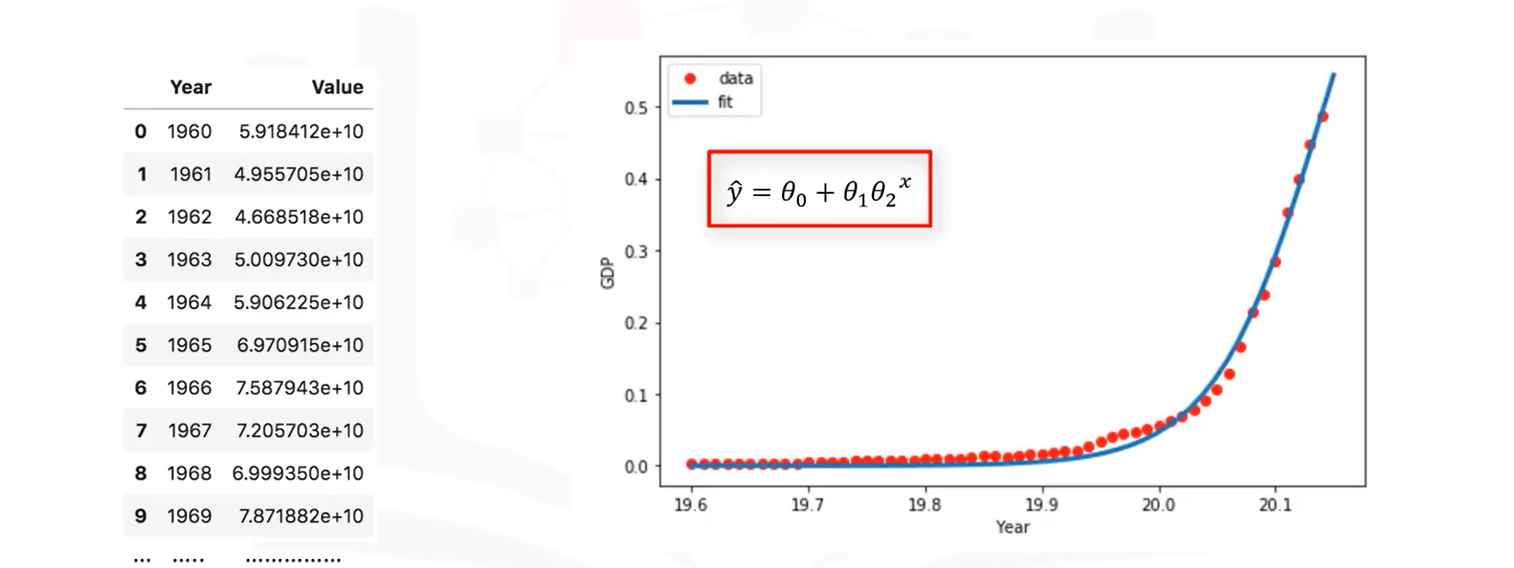 Year Value
0 1960 5.918412e+10
1 1961 4.955705e+10
2 1962 4.668518e+10
3 1963 5.009730e+10
4 1964 5.906225e+10
5 1965 6.970915e+10
6 1966 7.587943e+10
7 1967 7.205703e+10
8 1968 6.999350e+10
9 1969 7.871882e+10
... ..... ...............
data
fit
ŷ = θ₀ + θ₁θ₂ˣ
GDP
0.5
0.4
0.3
0.2
0.1
0.0
19.6 19.7 19.8 19.9 20.0 20.1
Year